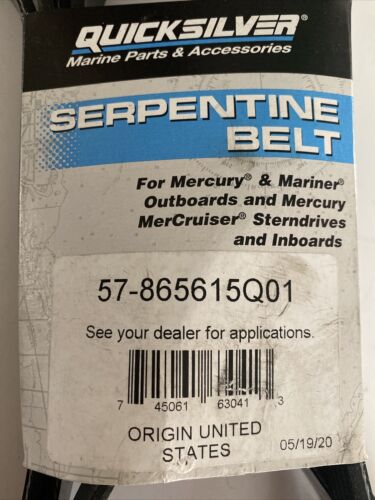 QUICKSILVER®
Marine Parts & Accessories
SERPENTINE
BELT
For Mercury® & Mariner®
Outboards and Mercury
MerCruiser® Sterndrives
and Inboards
57-865615Q01
See your dealer for applications.
7 45061 63041 3
ORIGIN UNITED
STATES
05/19/20